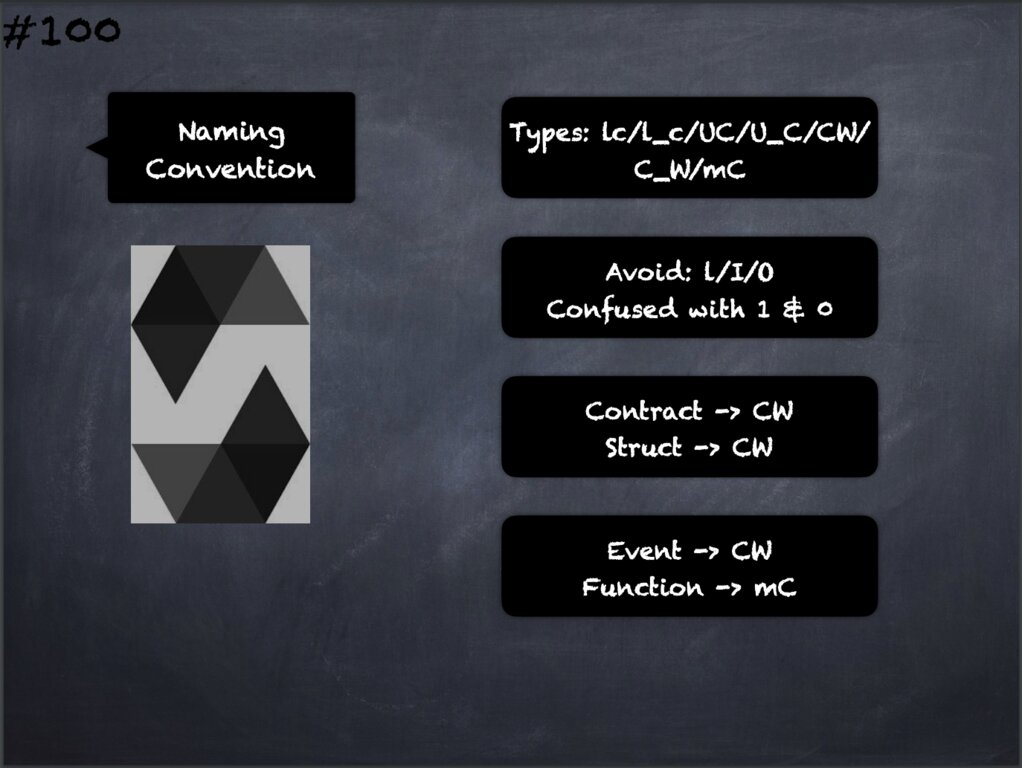 #100
Naming
Convention
Types: lc/l_c/UC/U_C/CW/
C_W/mC
Avoid: l/I/O
Confused with 1 & 0
Contract -> CW
Struct -> CW
Event -> CW
Function -> mC